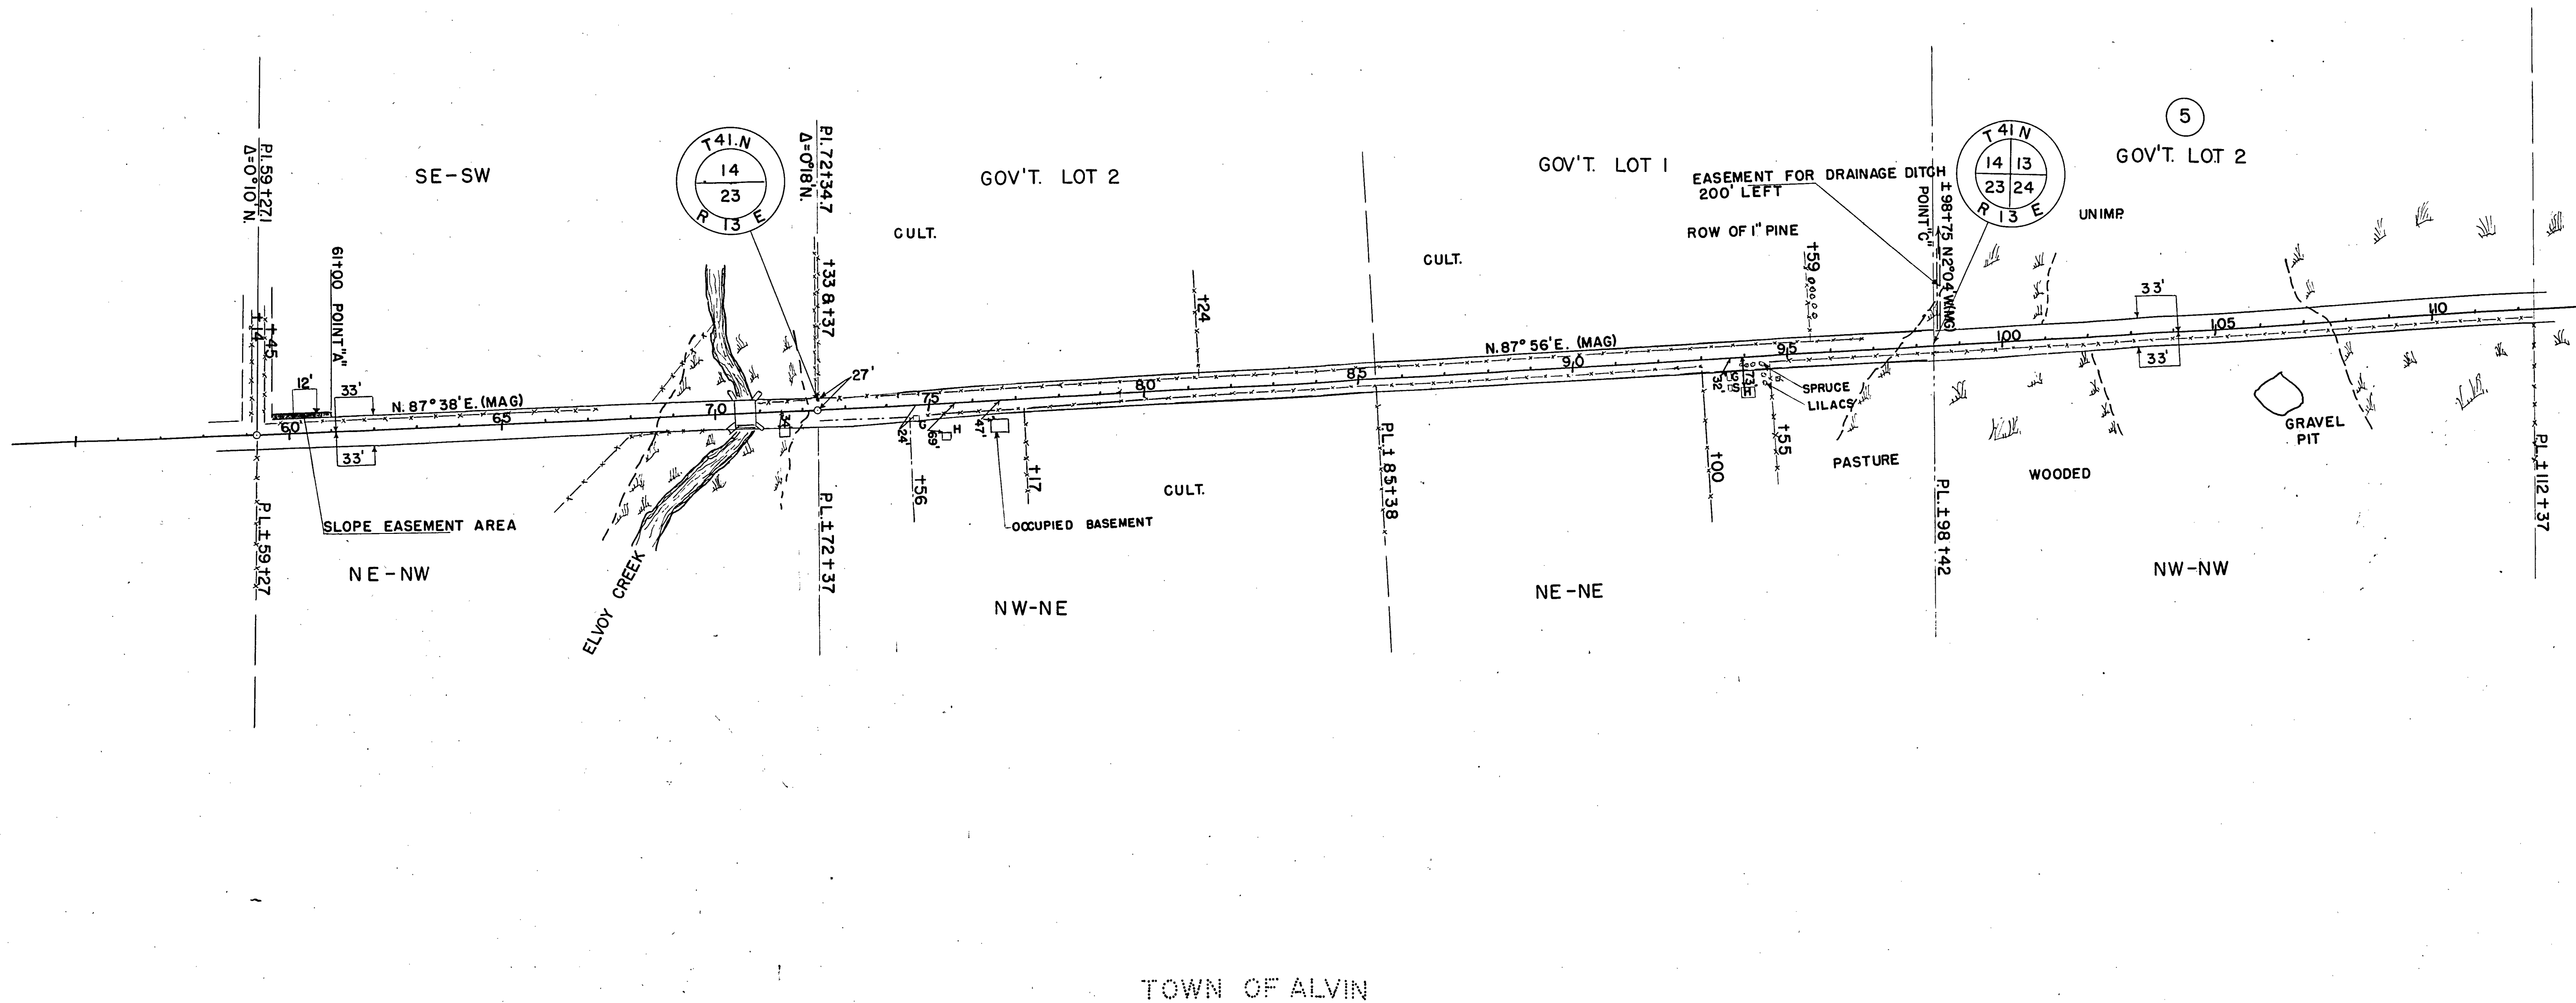 P.I. 59+27.1
Δ=0°10' N.
SE-SW
T 41 N
14
23
R 13 E
P.I. 72+34.7
Δ=0°18' N.
GOV'T. LOT 2
CULT.
GOV'T. LOT 1
CULT.
EASEMENT FOR DRAINAGE DITCH
200' LEFT
ROW OF 1" PINE
± 98+75 N 2°04' W (MG)
POINT "C"
T 41 N
14 13
23 24
R 13 E
5
GOV'T. LOT 2
UNIMP.
61+00 POINT "A"
+14
+45
+33 & +37
+24
+59
33'
33'
12'
33'
33'
N. 87° 38' E. (MAG)
N. 87° 56' E. (MAG)
27'
60
65
70
75
80
85
90
95
100
105
110
34'
24'
69'
H
47'
32'
G
S
73'
H
SPRUCE
LILACS
+56
+17
+00
+55
P.L. ± 59+27
P.L. ± 72+37
P.L. ± 85+38
P.L. ± 98+42
P.L. ± 112+37
SLOPE EASEMENT AREA
OCCUPIED BASEMENT
CULT.
PASTURE
WOODED
GRAVEL
PIT
ELVOY CREEK
NE-NW
NW-NE
NE-NE
NW-NW
TOWN OF ALVIN